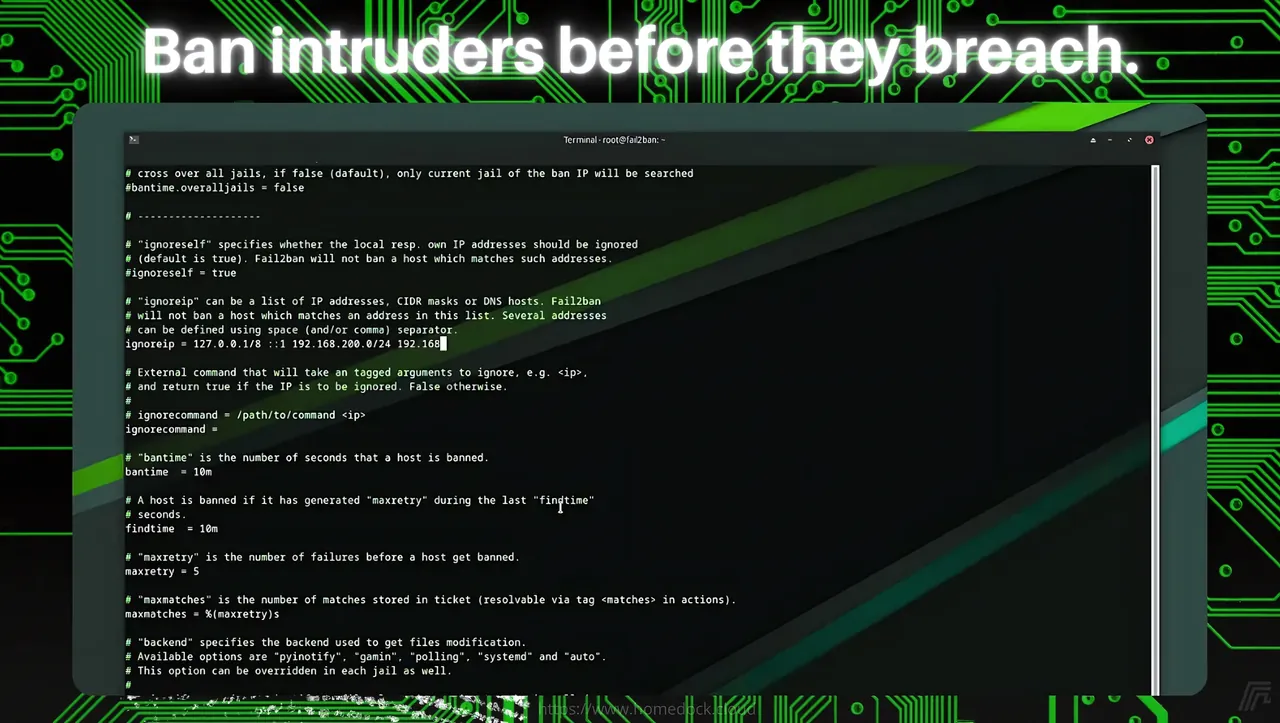 Ban intruders before they breach.
Terminal - root@fail2ban: ~
# cross over all jails, if false (dafault), only current jail of the ban IP will be searched
#bantime.overalljails = false
# --------------------
# "ignoreself" specifies whether the local resp. own IP addresses should be ignored
# (default is true). Fail2ban will not ban a host which matches such addresses.
#ignoreself = true
# "ignoreip" can be a list of IP addresses, CIDR masks or DNS hosts. Fail2ban
# will not ban a host which matches an address in this list. Several addresses
# can be defined using space (and/or comma) separator.
ignoreip = 127.0.0.1/8 ::1 192.168.200.0/24 192.168
# External command that will take an tagged arguments to ignore, e.g. <ip>,
# and return true if the IP is to be ignored. False otherwise.
#
# ignorecommand = /path/to/command <ip>
ignorecommand =
# "bantime" is the number of seconds that a host is banned.
bantime  = 10m
# A host is banned if it has generated "maxretry" during the last "findtime"
# seconds.
findtime  = 10m
# "maxretry" is the number of failures before a host get banned.
maxretry = 5
# "maxmatches" is the number of matches stored in ticket (resolvable via tag <matches> in actions).
maxmatches = %(maxretry)s
# "backend" specifies the backend used to get files modification.
# Available options are "pyinotify", "gamin", "polling", "systemd" and "auto".
# This option can be overridden in each jail as well.
#
https://www.homedock.cloud